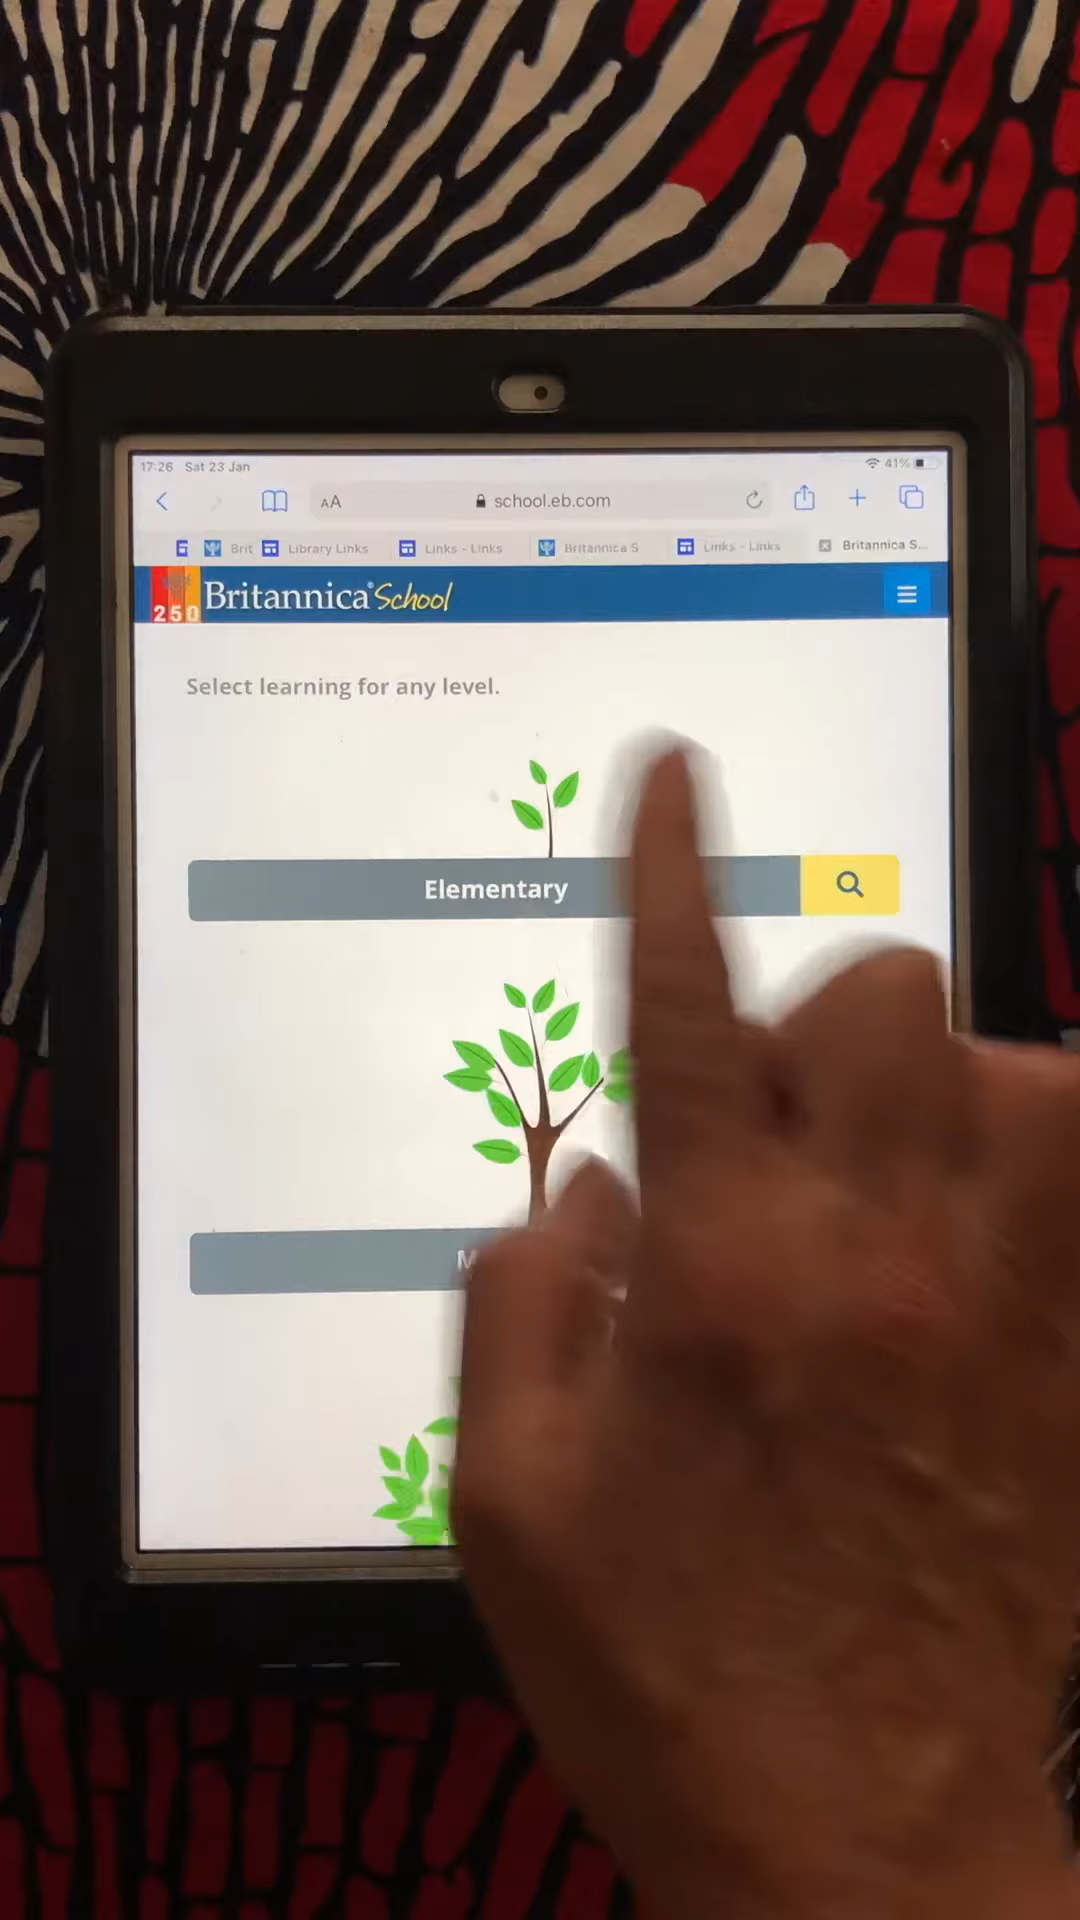 17:26 Sat 23 Jan
41%
AA
school.eb.com
Brit
Library Links
Links - Links
Britannica S
Links - Links
Britannica S...
250
Britannica School
Select learning for any level.
Elementary